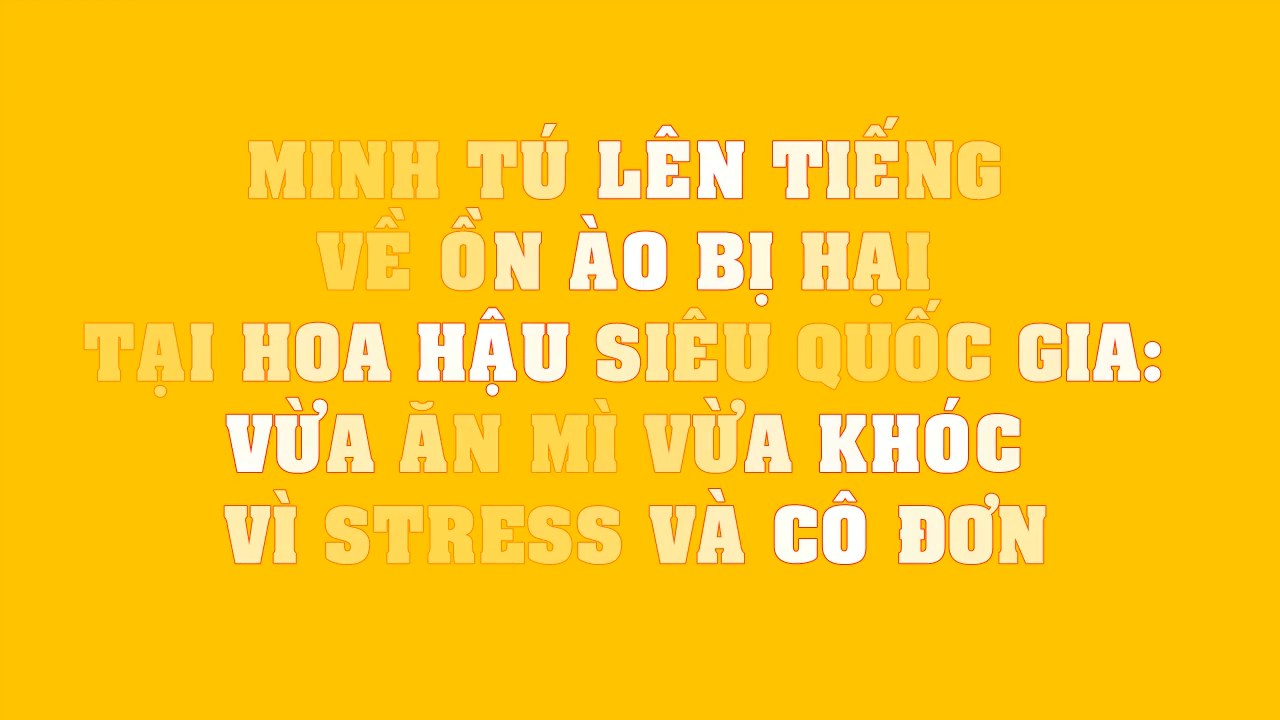 MINH TÚ LÊN TIẾNG
VỀ ỒN ÀO BỊ HẠI
TẠI HOA HẬU SIÊU QUỐC GIA:
VỪA ĂN MÌ VỪA KHÓC
VÌ STRESS VÀ CÔ ĐƠN